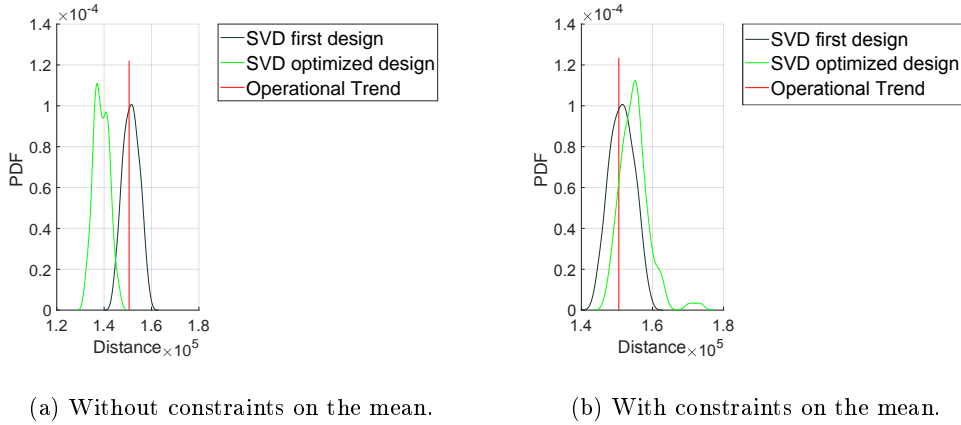 1.4 ×10⁻⁴
1.2
1
0.8
0.6
0.4
0.2
0
PDF
1.2 1.4 1.6 1.8
Distance ×10⁵
SVD first design
SVD optimized design
Operational Trend
(a) Without constraints on the mean.
1.4 ×10⁻⁴
1.2
1
0.8
0.6
0.4
0.2
0
PDF
1.4 1.6 1.8
Distance ×10⁵
SVD first design
SVD optimized design
Operational Trend
(b) With constraints on the mean.